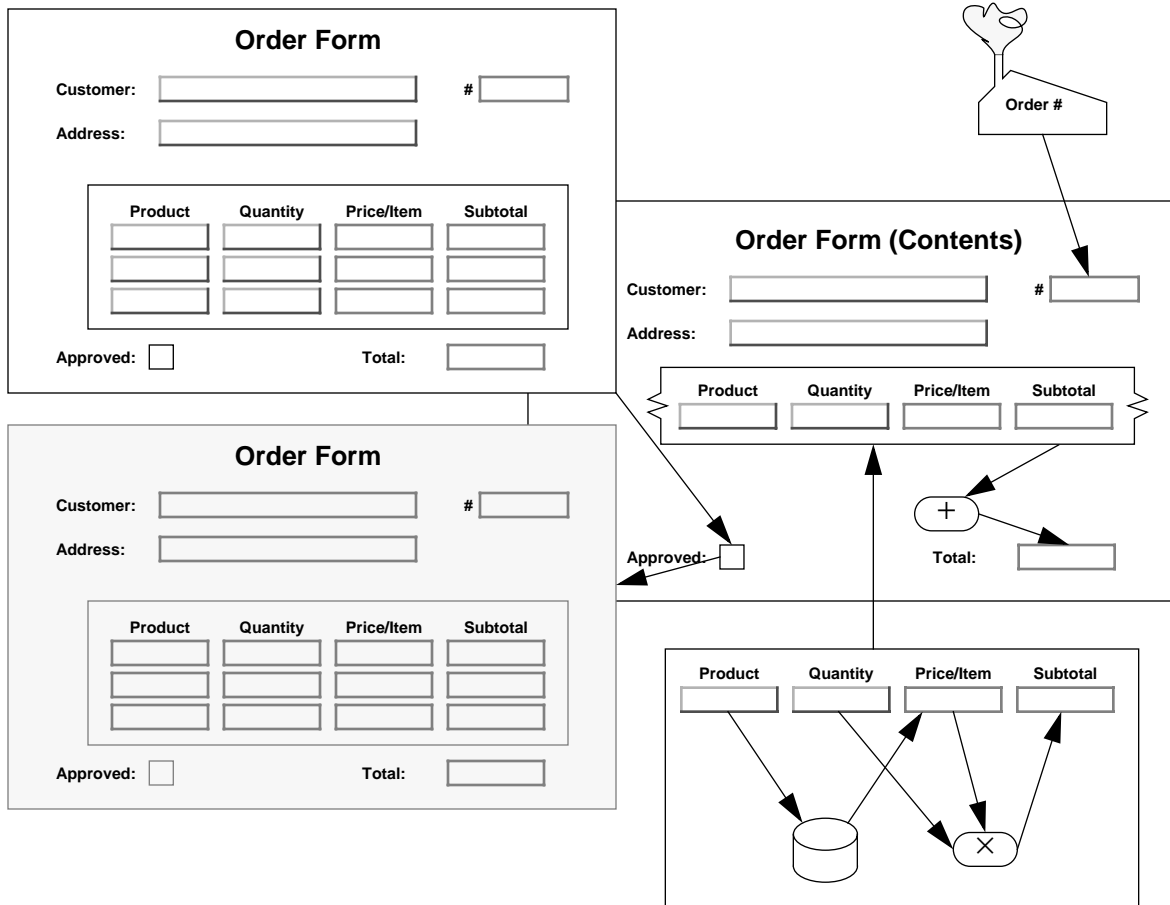 Order Form
Customer: #
Address:
Product Quantity Price/Item Subtotal
Approved: Total:
Order #
Order Form (Contents)
Customer: #
Address:
Product Quantity Price/Item Subtotal
+
Approved: Total:
Order Form
Customer: #
Address:
Product Quantity Price/Item Subtotal
Approved: Total:
Product Quantity Price/Item Subtotal
×